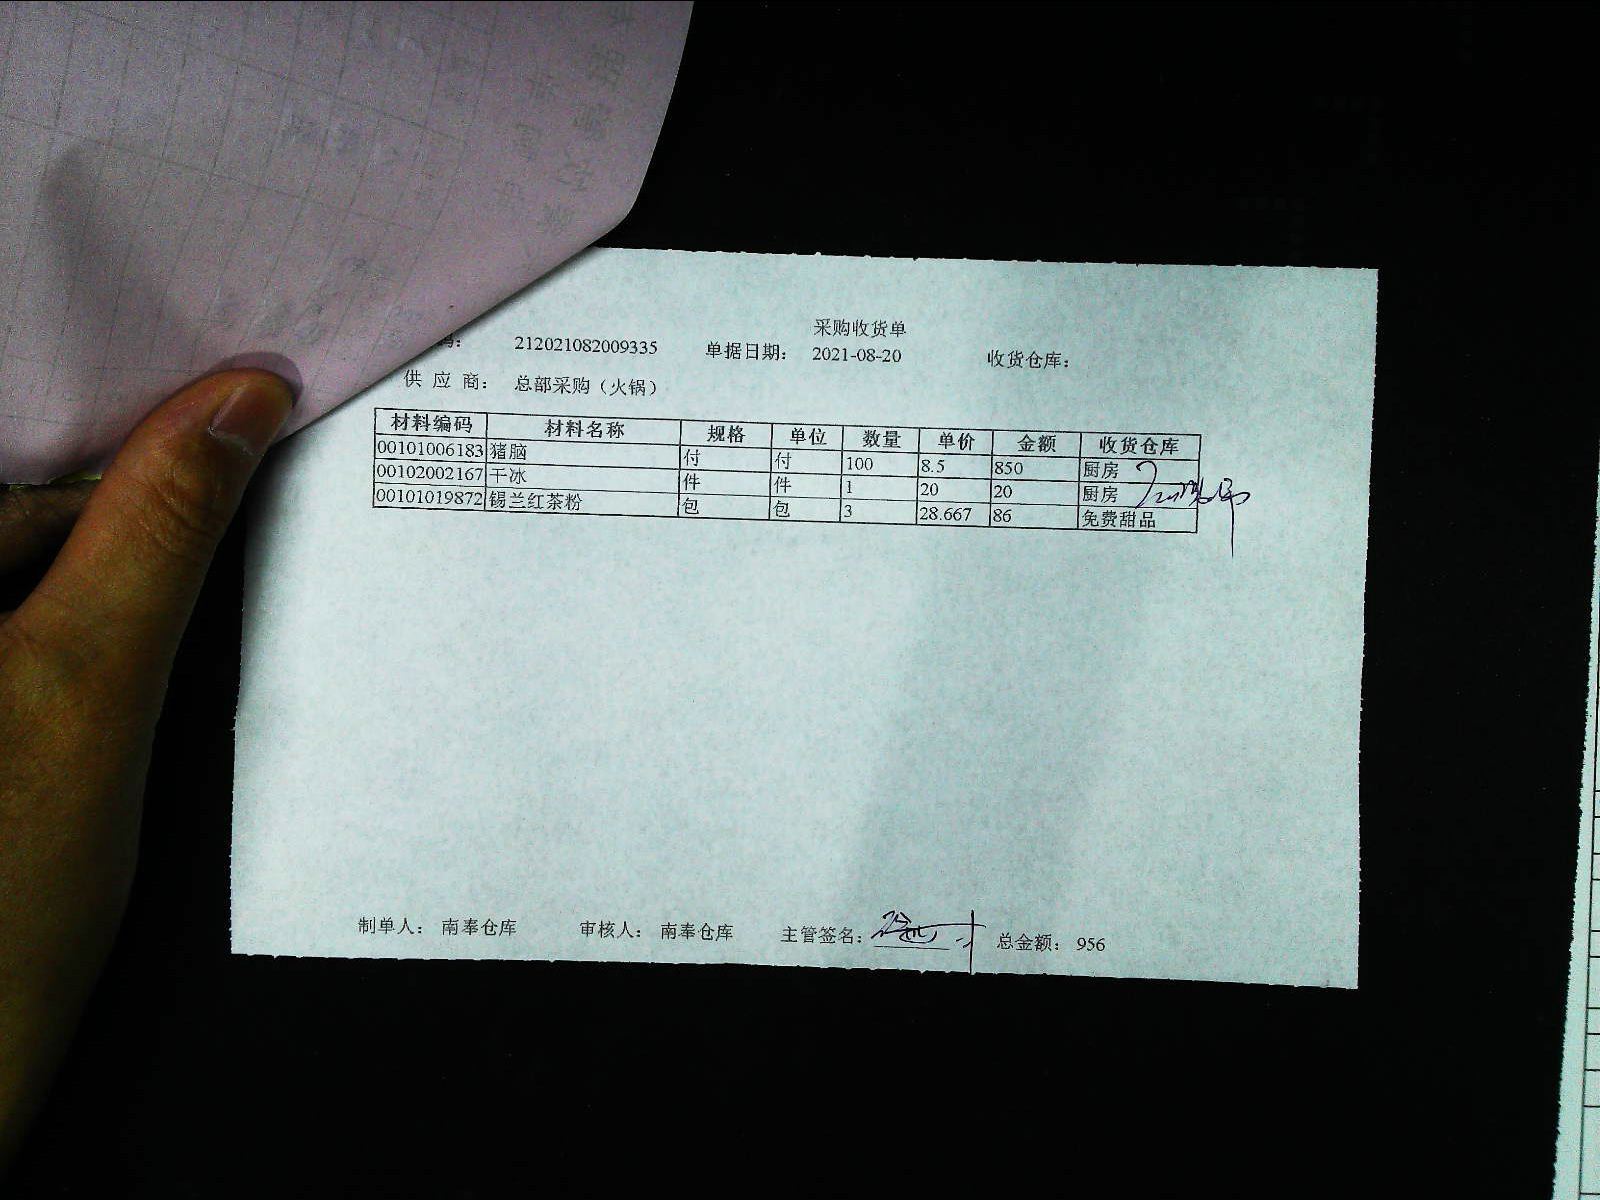 采购收货单
码： 212021082009335 单据日期： 2021-08-20 收货仓库：
供 应 商： 总部采购（火锅）
材料编码 材料名称 规格 单位 数量 单价 金额 收货仓库
00101006183 猪脑 付 付 100 8.5 850 厨房
00102002167 干冰 件 件 1 20 20 厨房
00101019872 锡兰红茶粉 包 包 3 28.667 86 免费甜品
制单人： 南奉仓库 审核人： 南奉仓库 主管签名： 总金额： 956